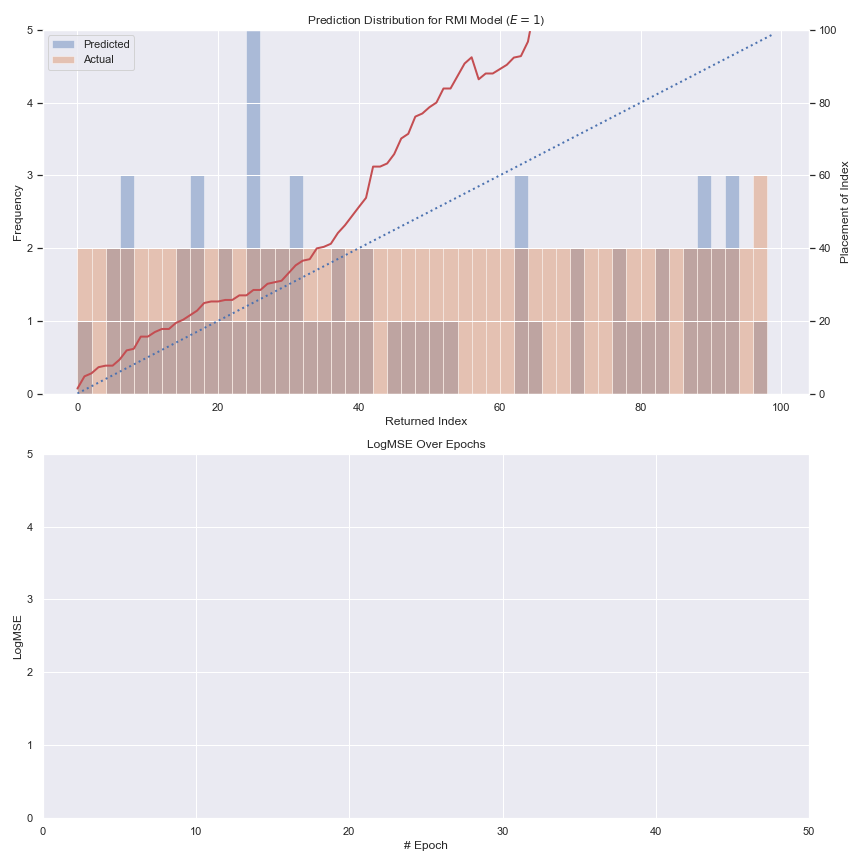 Prediction Distribution for RMI Model (E = 1)
Predicted
Actual
5
4
3
2
1
0
Frequency
100
80
60
40
20
0
Placement of Index
0 20 40 60 80 100
Returned Index
LogMSE Over Epochs
5
4
3
2
1
0
LogMSE
0 10 20 30 40 50
# Epoch